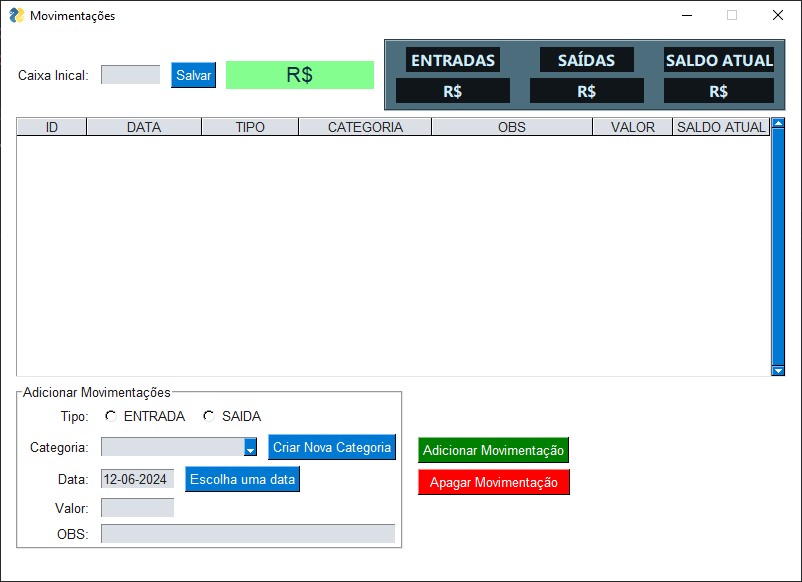 Movimentações
Caixa Inical: Salvar R$
ENTRADAS SAÍDAS SALDO ATUAL
R$ R$ R$
ID DATA TIPO CATEGORIA OBS VALOR SALDO ATUAL
Adicionar Movimentações
Tipo: ENTRADA SAIDA
Categoria: Criar Nova Categoria Adicionar Movimentação
Data: 12-06-2024 Escolha uma data Apagar Movimentação
Valor:
OBS: